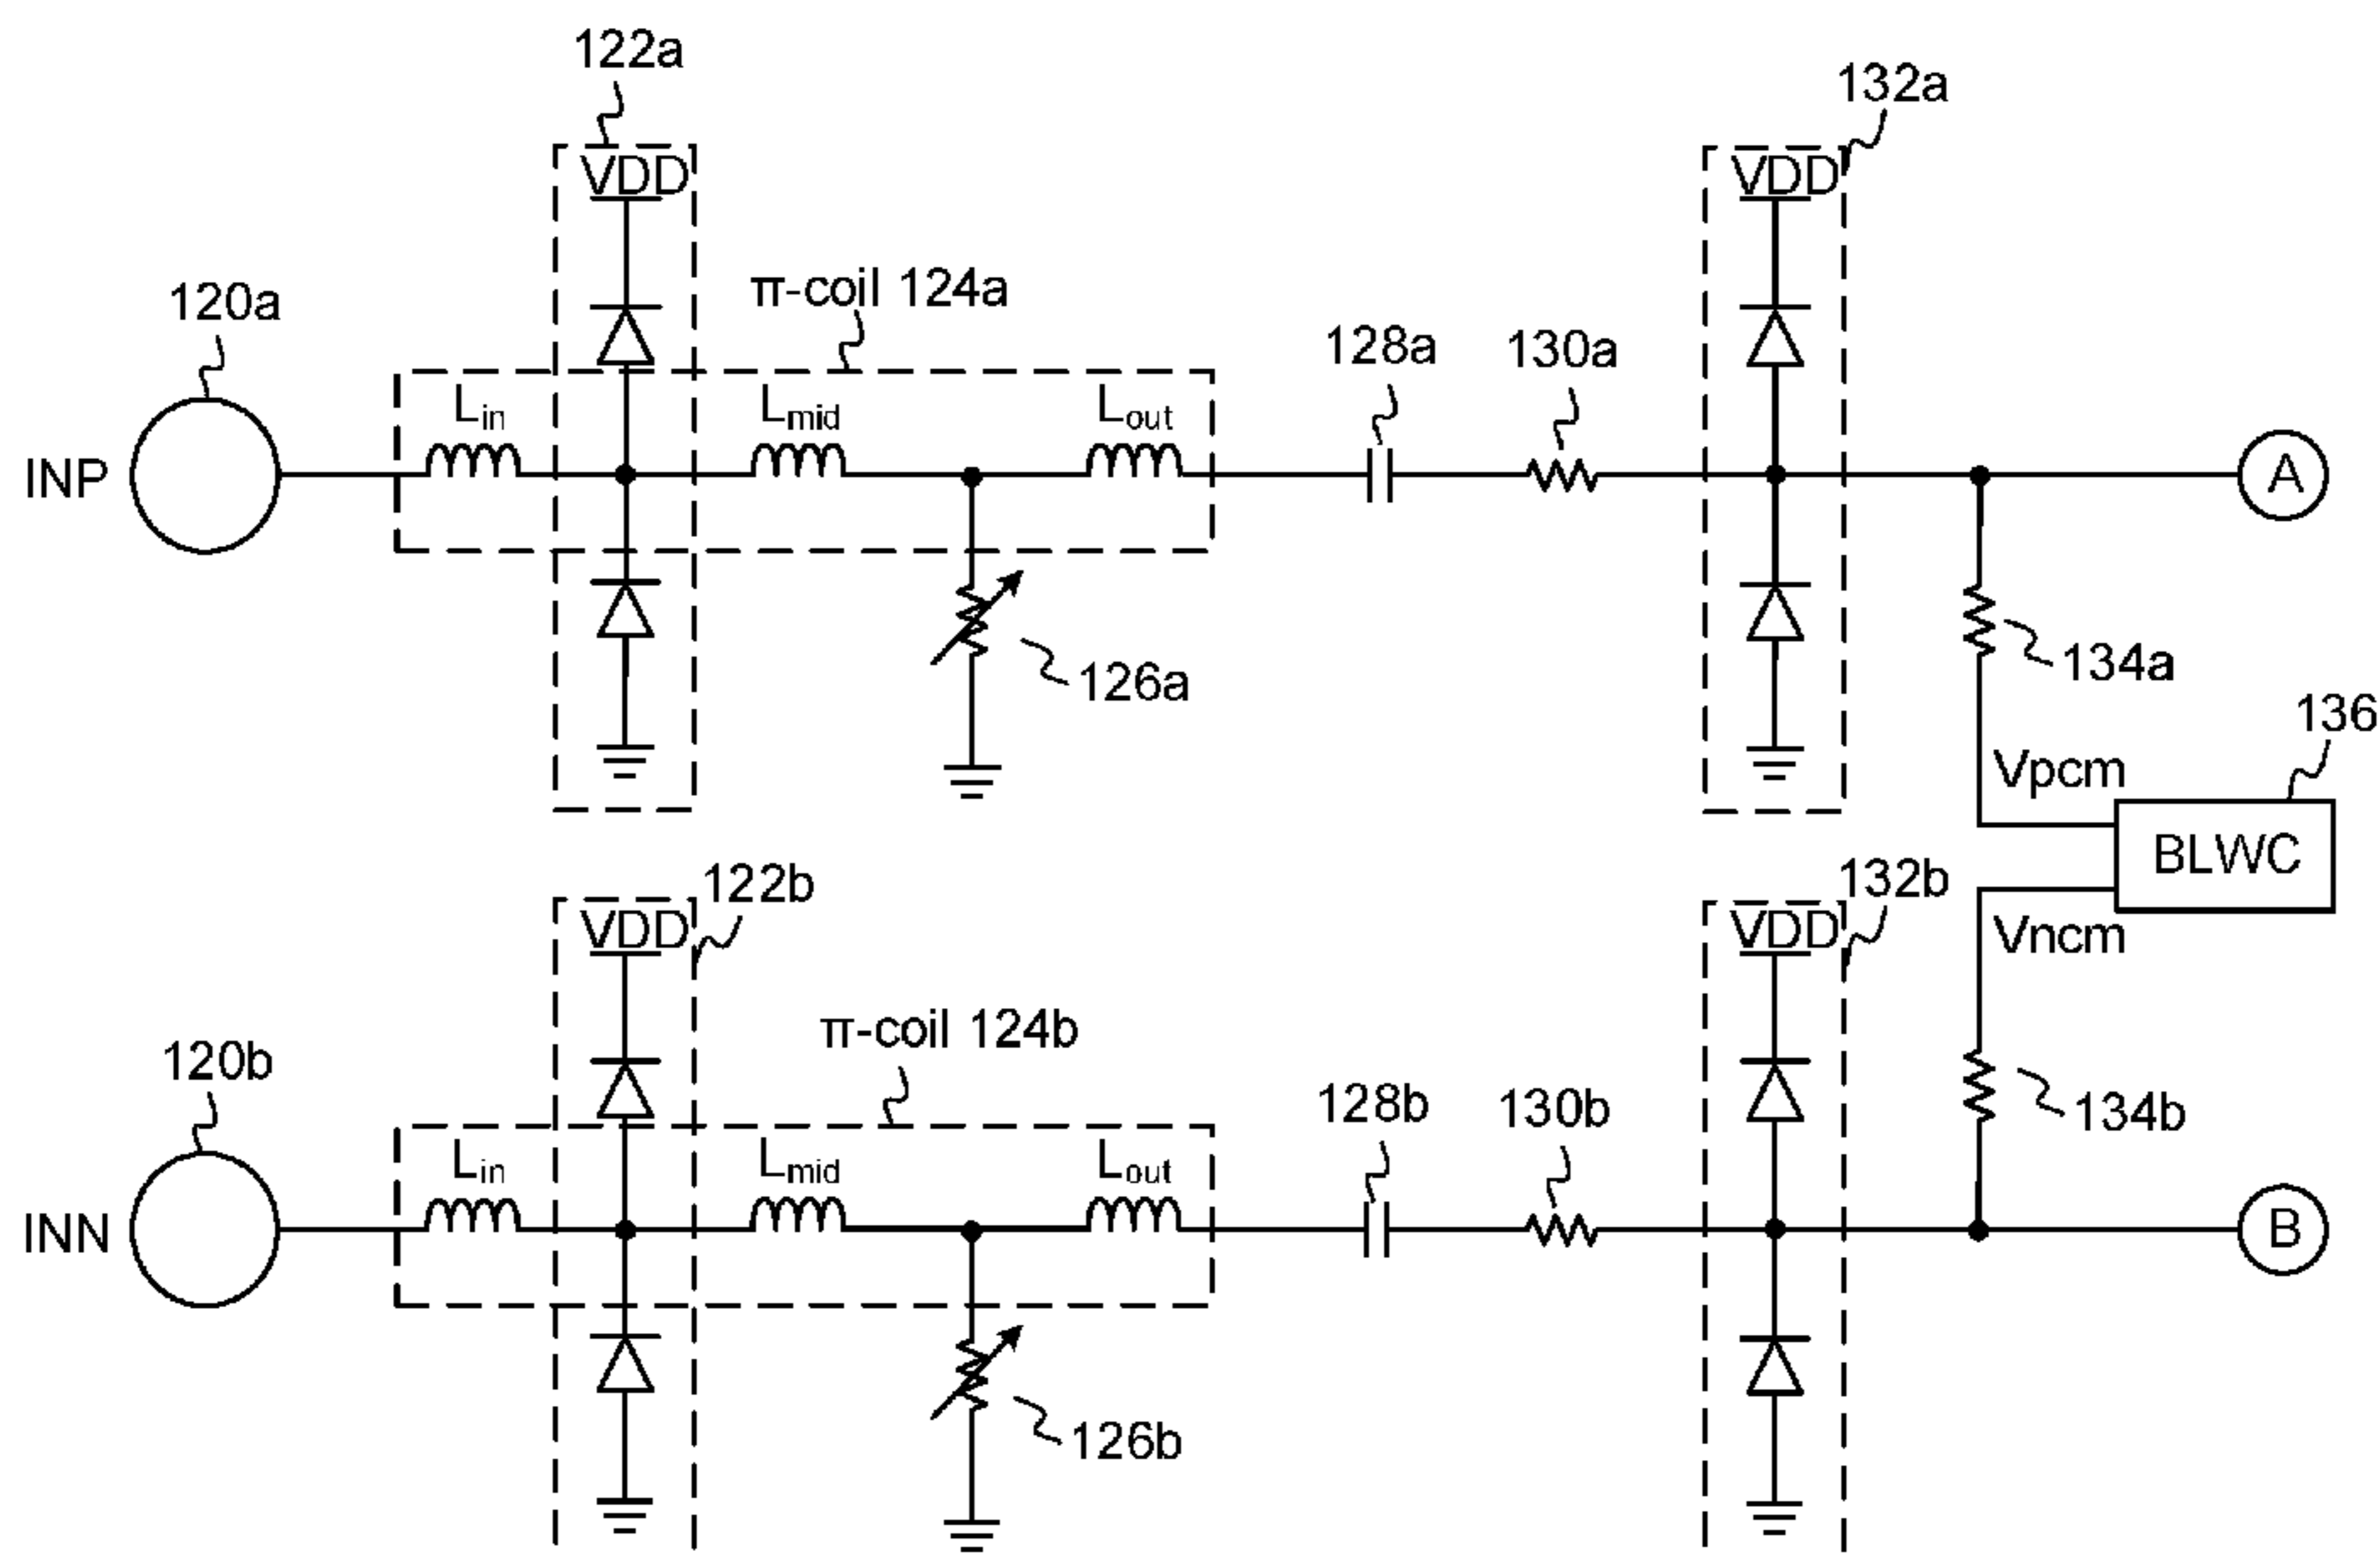 122a
132a
VDD
VDD
π-coil 124a
120a
128a
130a
Lin
Lmid
Lout
INP
A
126a
134a
136
Vpcm
BLWC
122b
132b
VDD
VDD
Vncm
π-coil 124b
120b
128b
130b
134b
Lin
Lmid
Lout
INN
B
126b